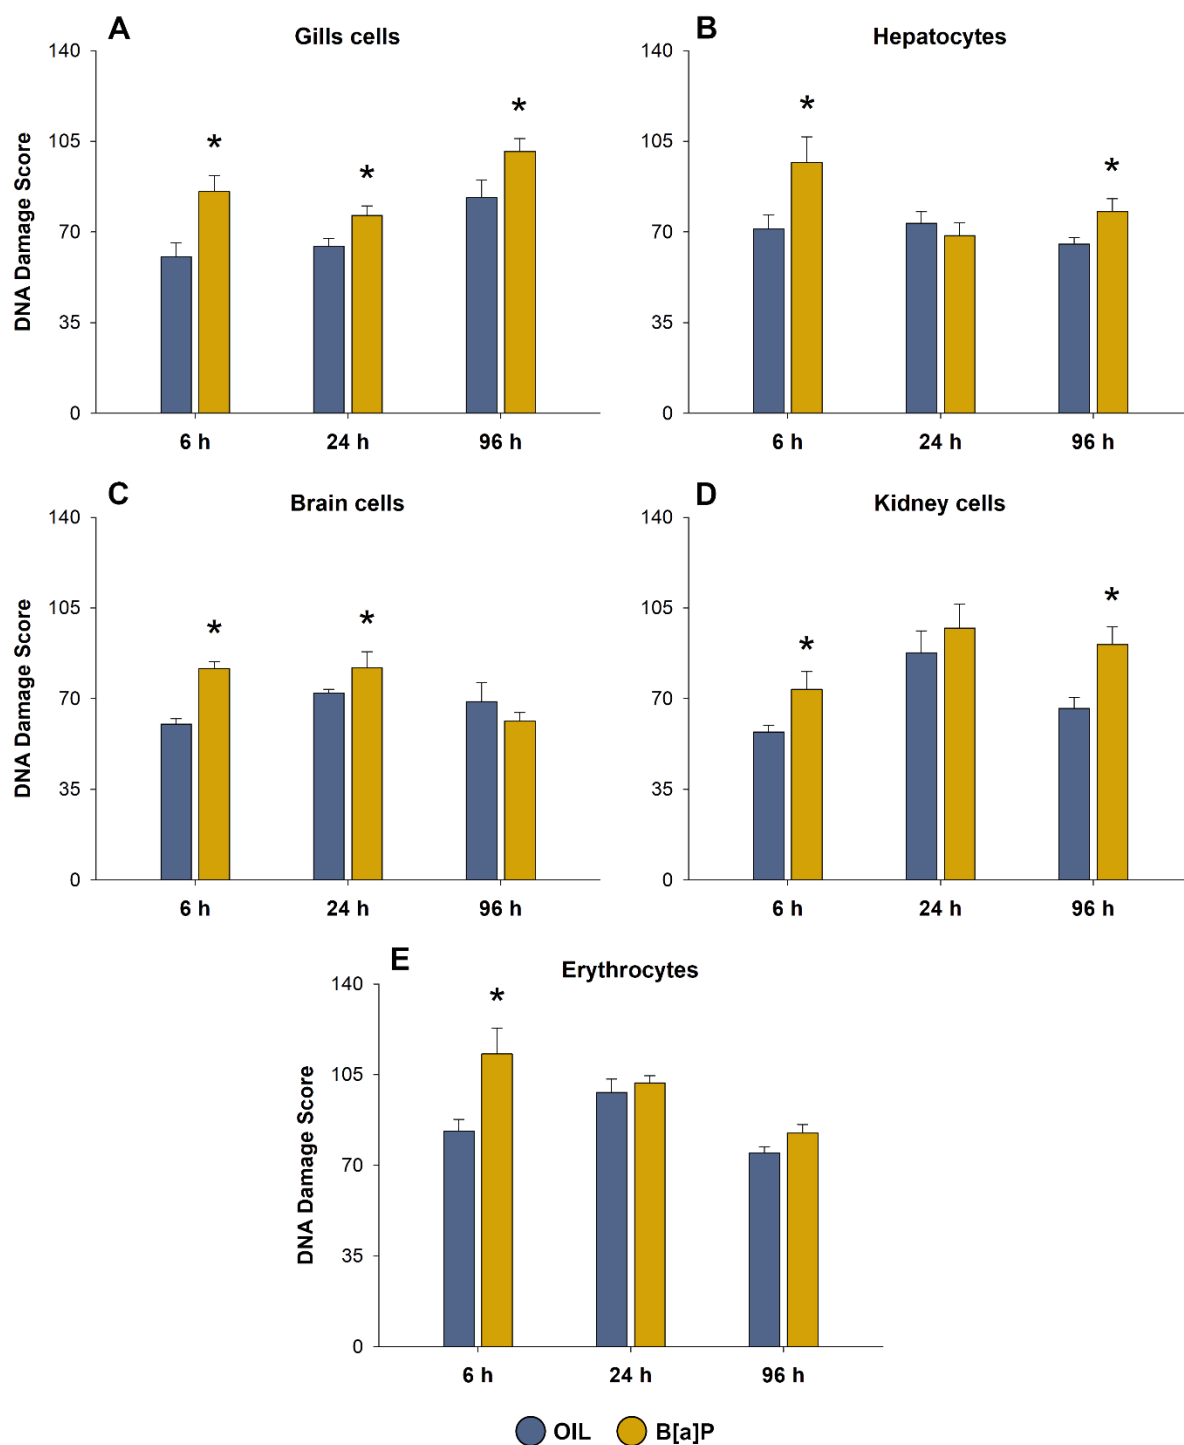 A
Gills cells
DNA Damage Score
140
105
70
35
0
* * *
6 h 24 h 96 h
B
Hepatocytes
140
105
70
35
0
* *
6 h 24 h 96 h
C
Brain cells
DNA Damage Score
140
105
70
35
0
* *
6 h 24 h 96 h
D
Kidney cells
140
105
70
35
0
* *
6 h 24 h 96 h
E
Erythrocytes
DNA Damage Score
140
105
70
35
0
*
6 h 24 h 96 h
OIL B[a]P